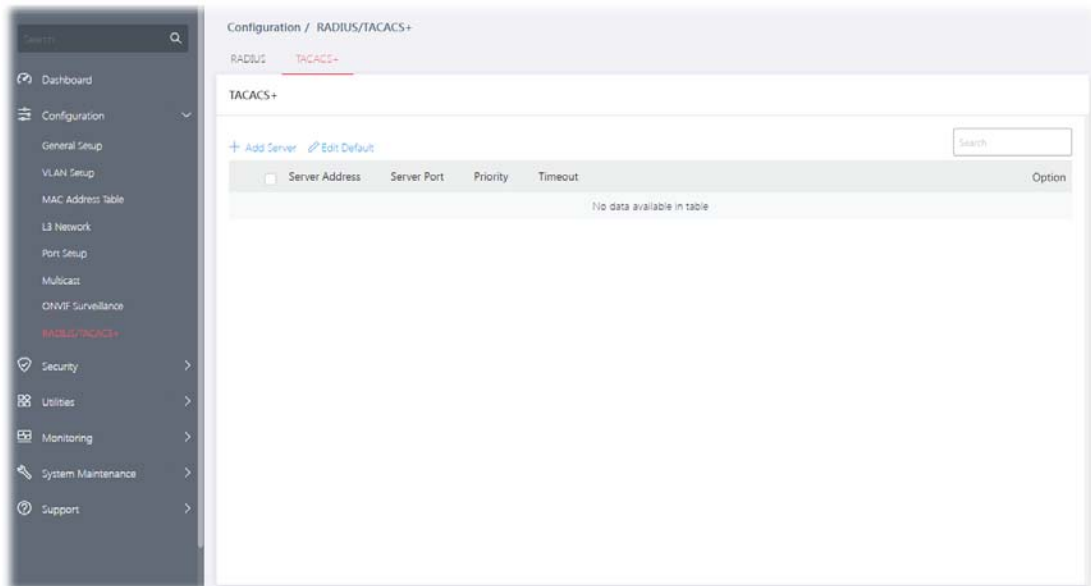 Search
Dashboard
Configuration
General Setup
VLAN Setup
MAC Address Table
L3 Network
Port Setup
Multicast
ONVIF Surveillance
RADIUS/TACACS+
Security
Utilities
Monitoring
System Maintenance
Support
Configuration / RADIUS/TACACS+
RADIUS TACACS+
TACACS+
+ Add Server Edit Default
Search
Server Address Server Port Priority Timeout Option
No data available in table